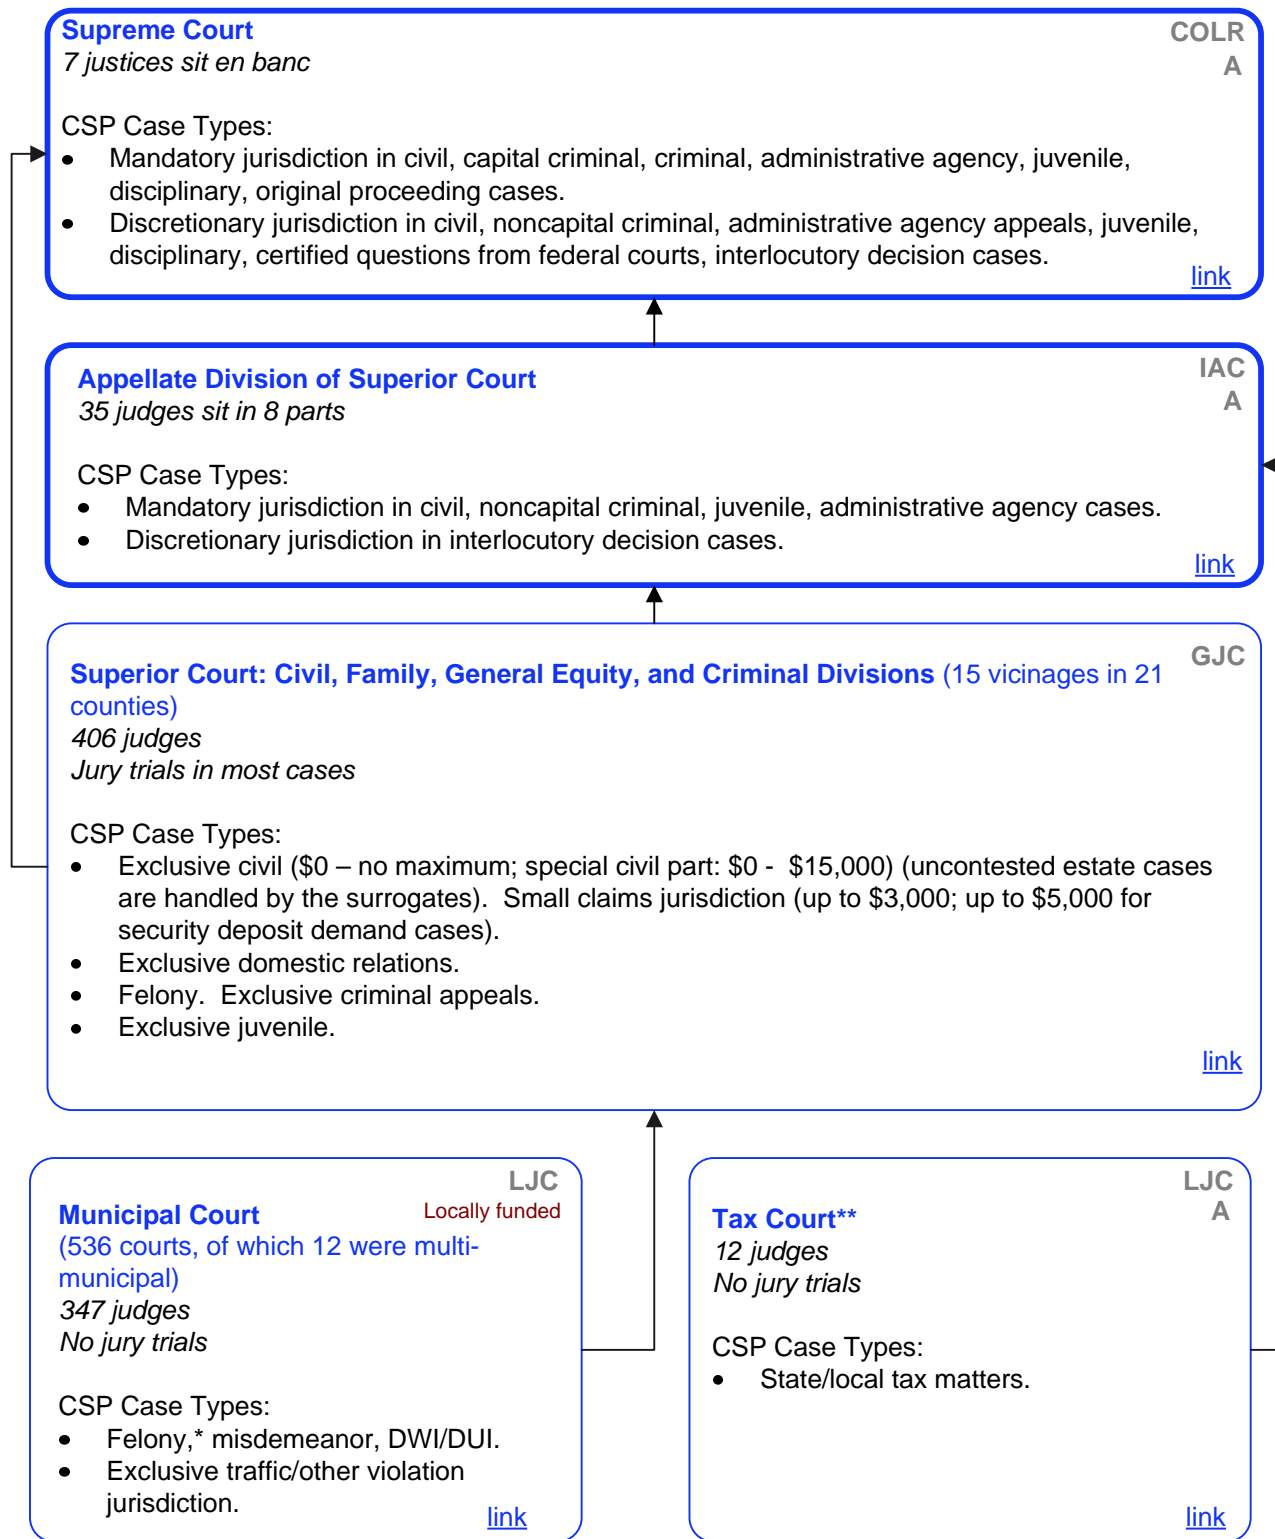 Supreme Court
COLR
7 justices sit en banc
A
CSP Case Types:
• Mandatory jurisdiction in civil, capital criminal, criminal, administrative agency, juvenile,
disciplinary, original proceeding cases.
• Discretionary jurisdiction in civil, noncapital criminal, administrative agency appeals, juvenile,
disciplinary, certified questions from federal courts, interlocutory decision cases.
link
Appellate Division of Superior Court
IAC
35 judges sit in 8 parts
A
CSP Case Types:
• Mandatory jurisdiction in civil, noncapital criminal, juvenile, administrative agency cases.
• Discretionary jurisdiction in interlocutory decision cases.
link
GJC
Superior Court: Civil, Family, General Equity, and Criminal Divisions (15 vicinages in 21
counties)
406 judges
Jury trials in most cases
CSP Case Types:
• Exclusive civil ($0 – no maximum; special civil part: $0 - $15,000) (uncontested estate cases
are handled by the surrogates). Small claims jurisdiction (up to $3,000; up to $5,000 for
security deposit demand cases).
• Exclusive domestic relations.
• Felony. Exclusive criminal appeals.
• Exclusive juvenile.
link
LJC
Municipal Court
Locally funded
(536 courts, of which 12 were multi-
municipal)
347 judges
No jury trials
CSP Case Types:
• Felony,* misdemeanor, DWI/DUI.
• Exclusive traffic/other violation
jurisdiction.
link
LJC
A
Tax Court**
12 judges
No jury trials
CSP Case Types:
• State/local tax matters.
link